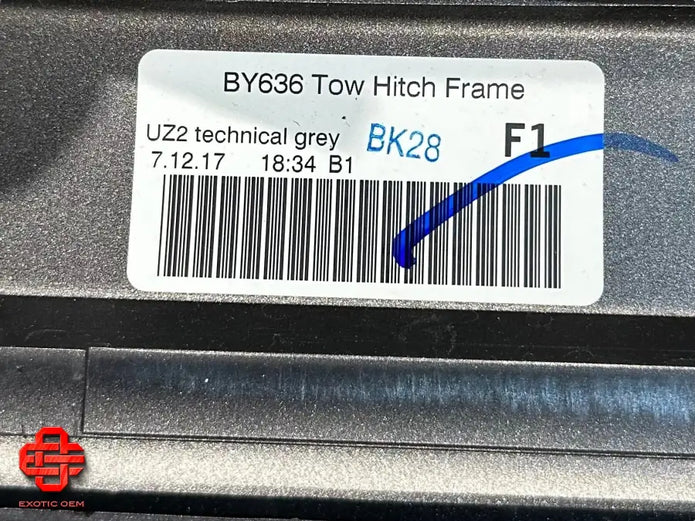 BY636 Tow Hitch Frame
UZ2 technical grey BK28 F1
7.12.17 18:34 B1
EXOTIC OEM